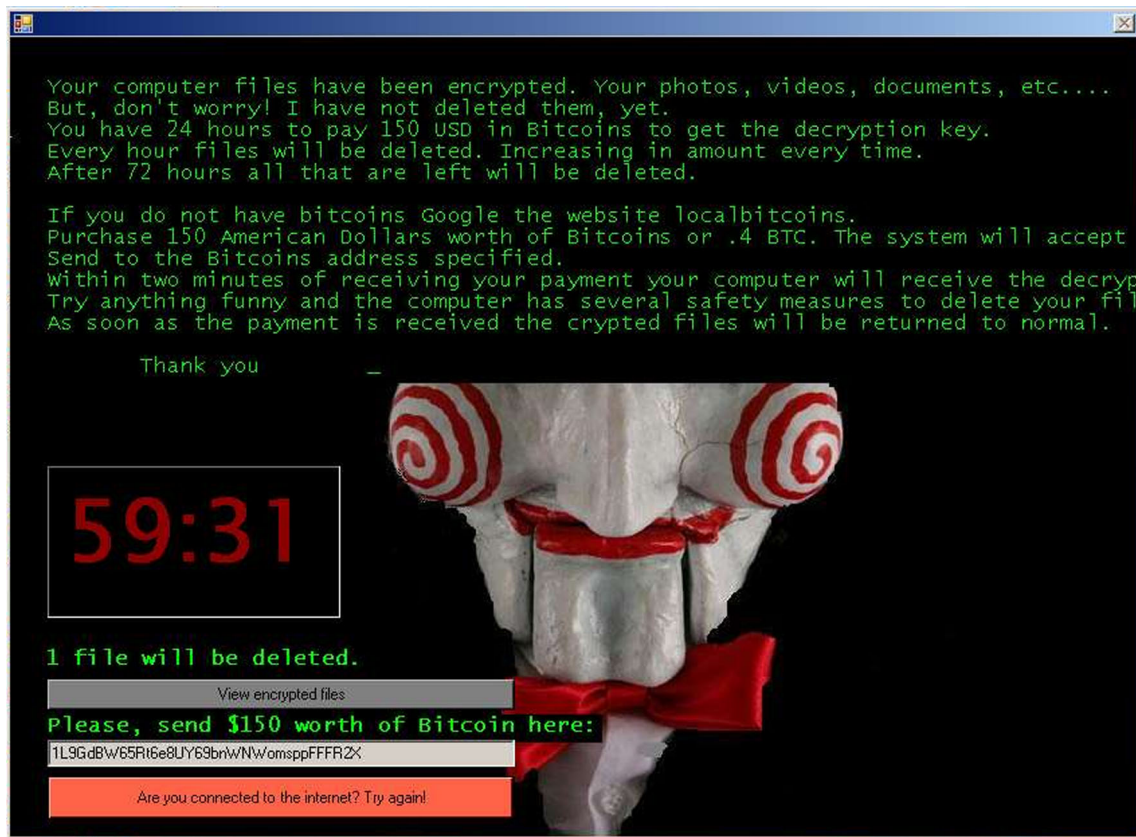 Your computer files have been encrypted. Your photos, videos, documents, etc....
But, don't worry! I have not deleted them, yet.
You have 24 hours to pay 150 USD in Bitcoins to get the decryption key.
Every hour files will be deleted. Increasing in amount every time.
After 72 hours all that are left will be deleted.
If you do not have bitcoins Google the website localbitcoins.
Purchase 150 American Dollars worth of Bitcoins or .4 BTC. The system will accept
Send to the Bitcoins address specified.
Within two minutes of receiving your payment your computer will receive the decryp
Try anything funny and the computer has several safety measures to delete your fil
As soon as the payment is received the crypted files will be returned to normal.
Thank you _
59:31
1 file will be deleted.
View encrypted files
Please, send $150 worth of Bitcoin here:
1L9GdBW65Rt6e8UY69bnWNWomsppFFFR2X
Are you connected to the internet? Try again!